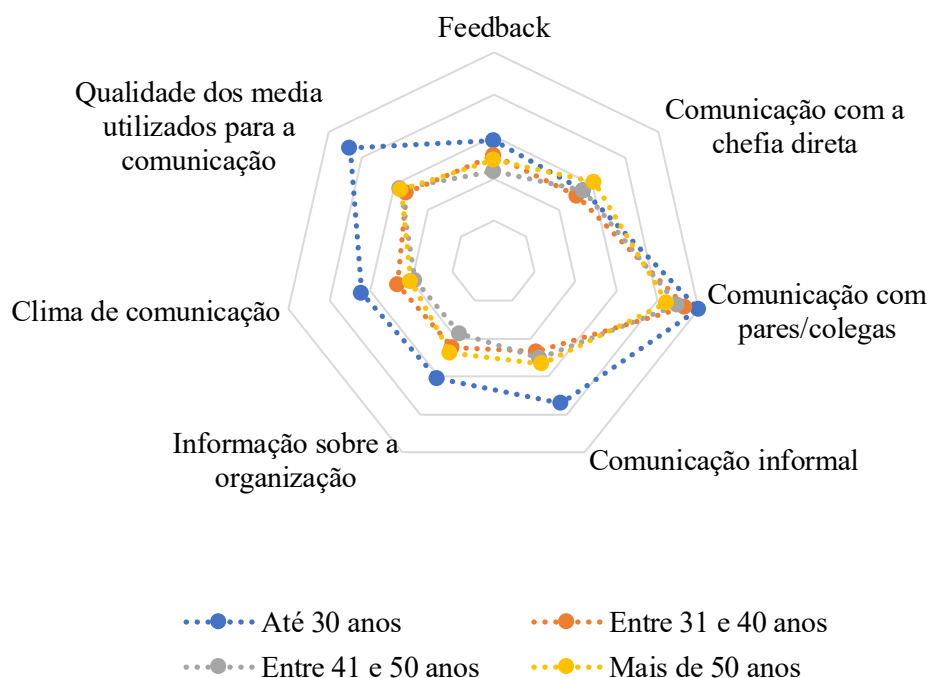 Feedback
Qualidade dos media
utilizados para a
comunicação
Comunicação com a
chefia direta
Clima de comunicação
Comunicação com
pares/colegas
Informação sobre a
organização
Comunicação informal
Até 30 anos
Entre 31 e 40 anos
Entre 41 e 50 anos
Mais de 50 anos